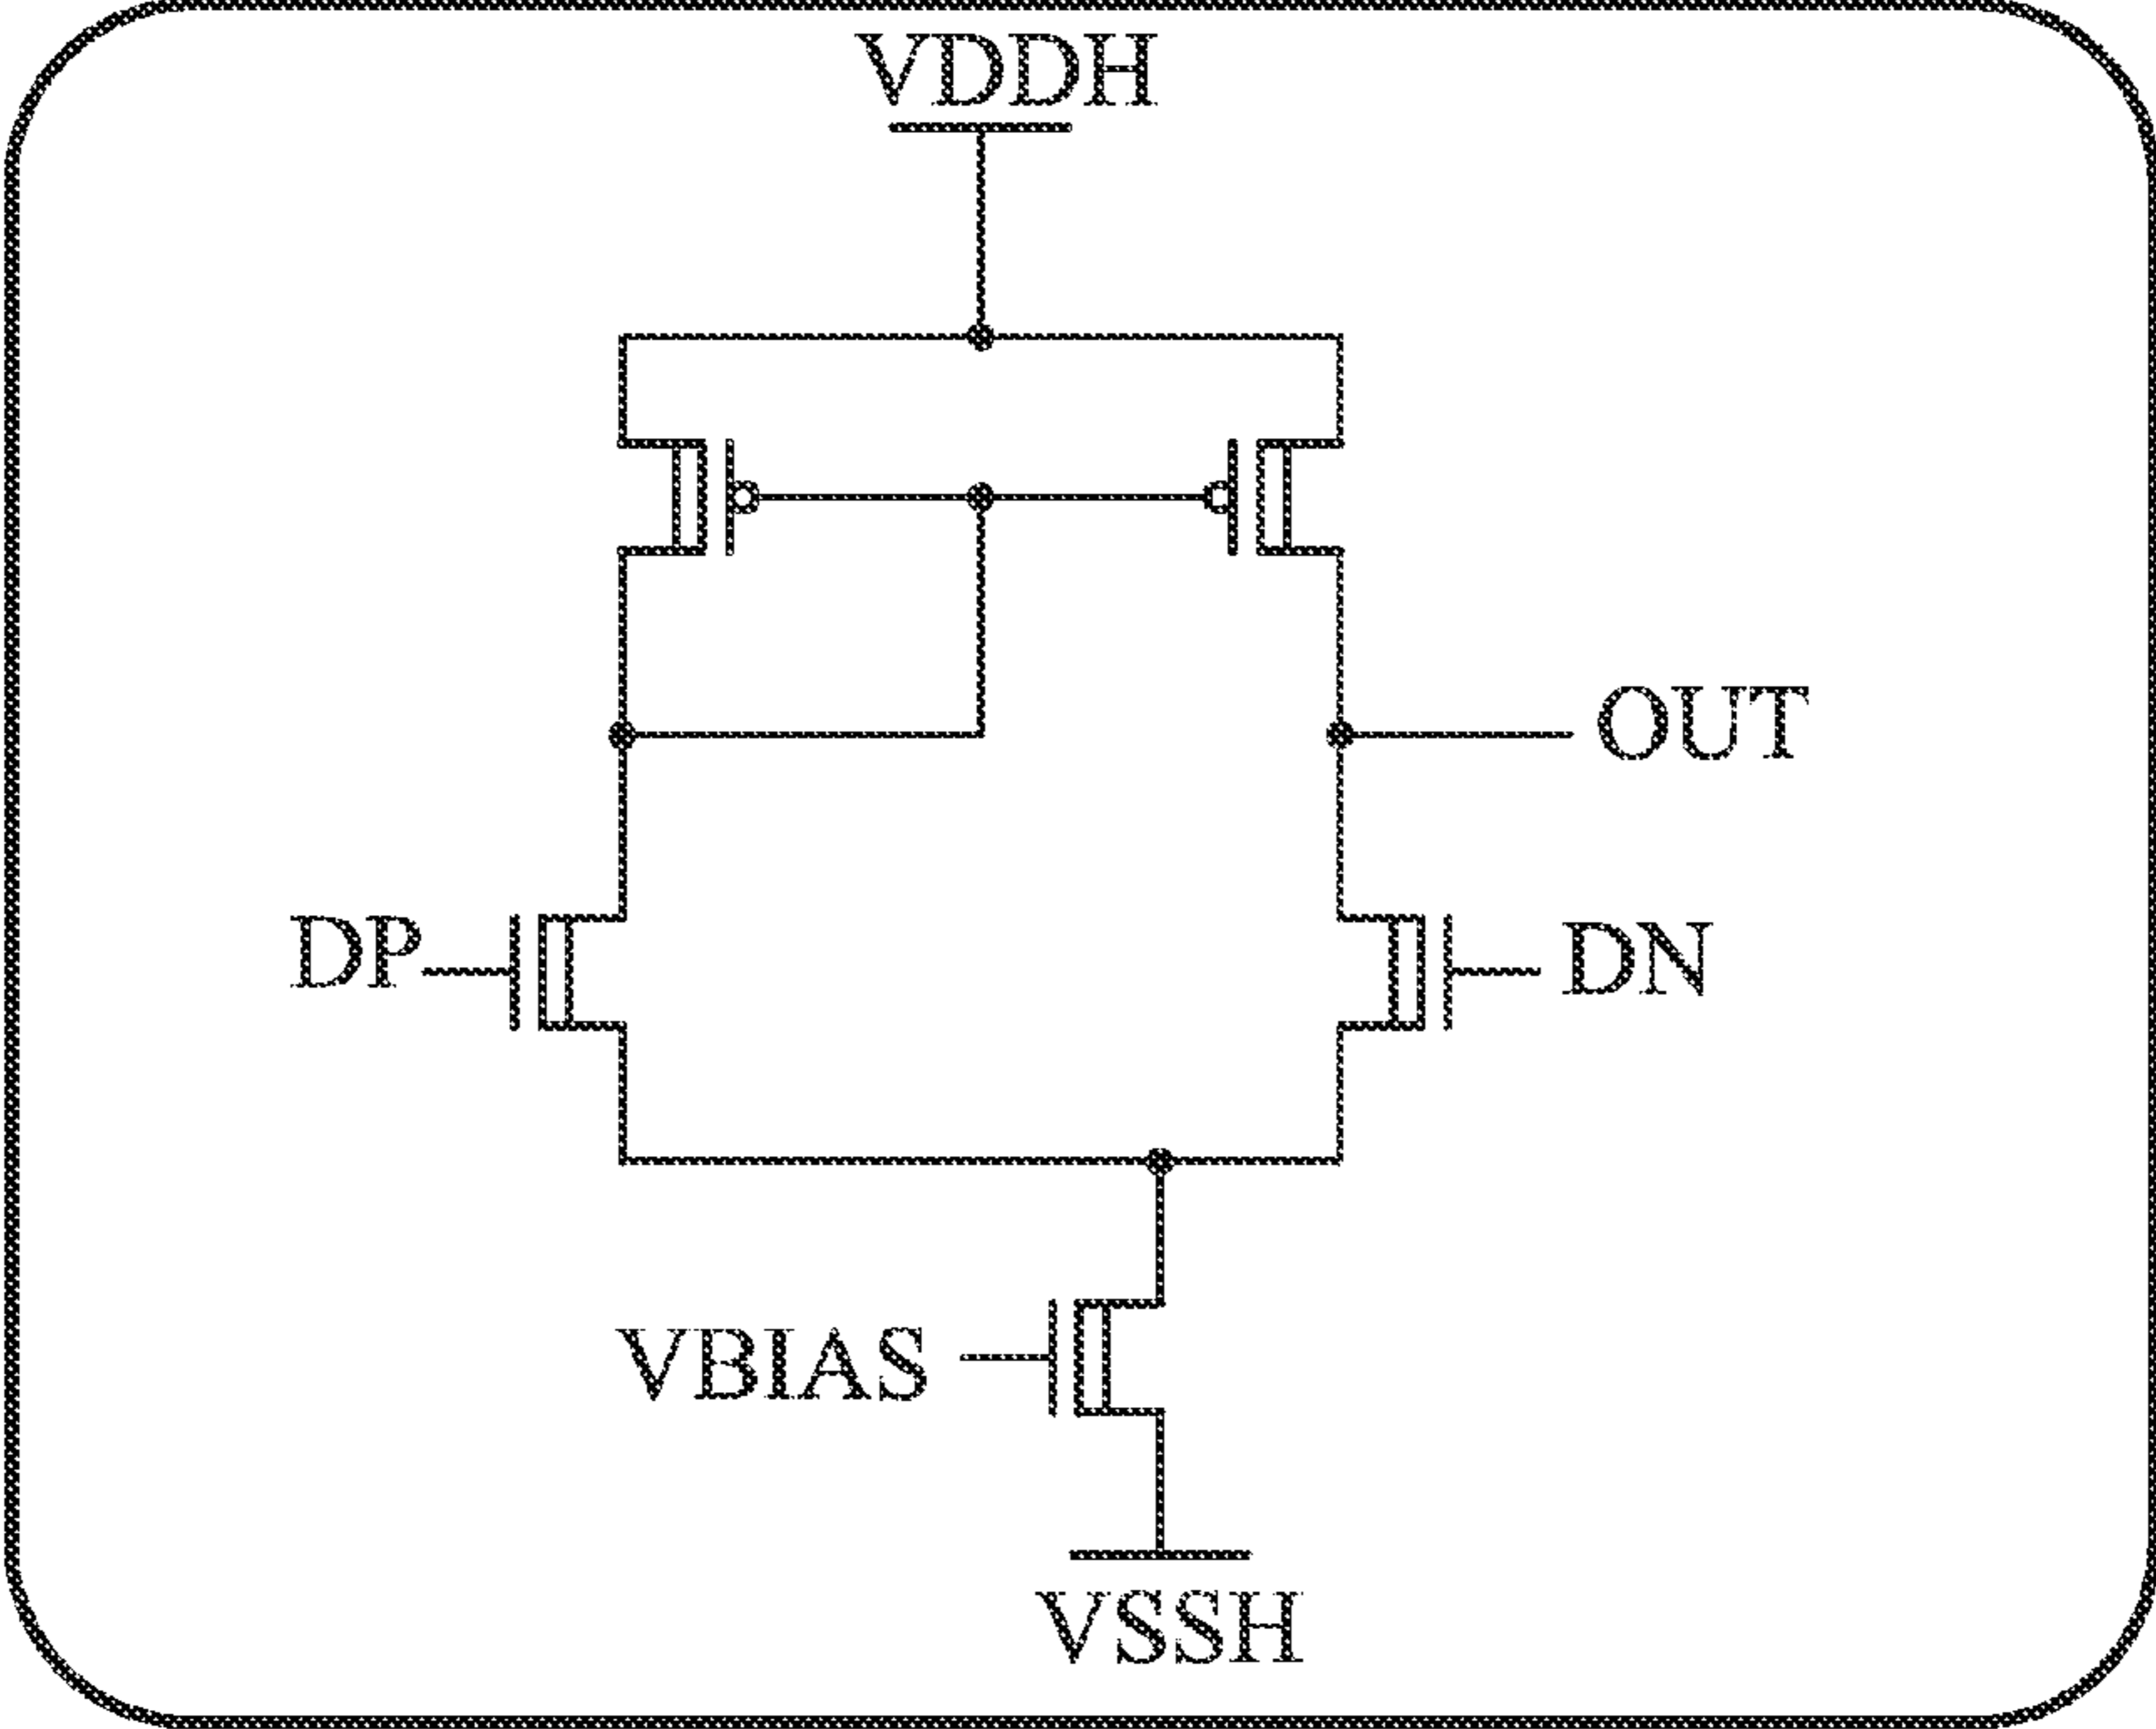 VDDH
OUT
DP
DN
VBIAS
VSSH